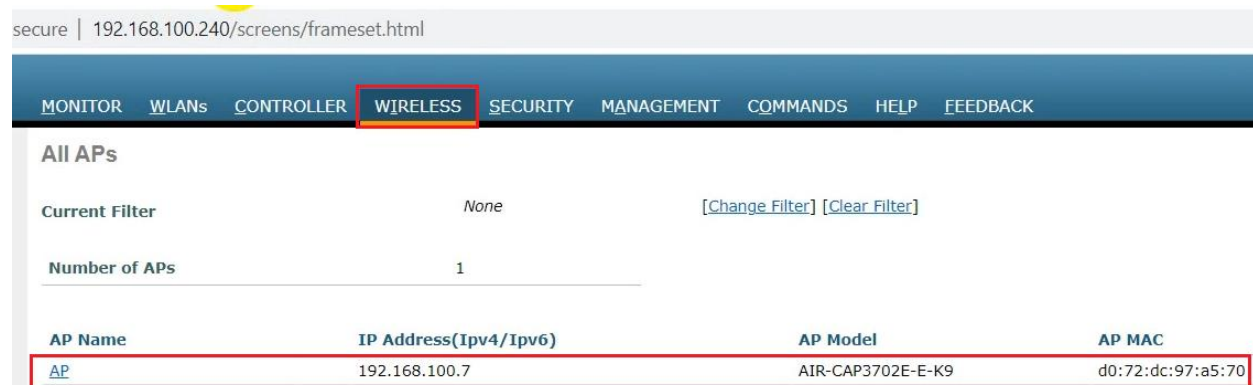 secure | 192.168.100.240/screens/frameset.html
MONITOR WLANs CONTROLLER WIRELESS SECURITY MANAGEMENT COMMANDS HELP FEEDBACK
All APs
Current Filter None [Change Filter] [Clear Filter]
Number of APs 1
AP Name IP Address(Ipv4/Ipv6) AP Model AP MAC
AP 192.168.100.7 AIR-CAP3702E-E-K9 d0:72:dc:97:a5:70